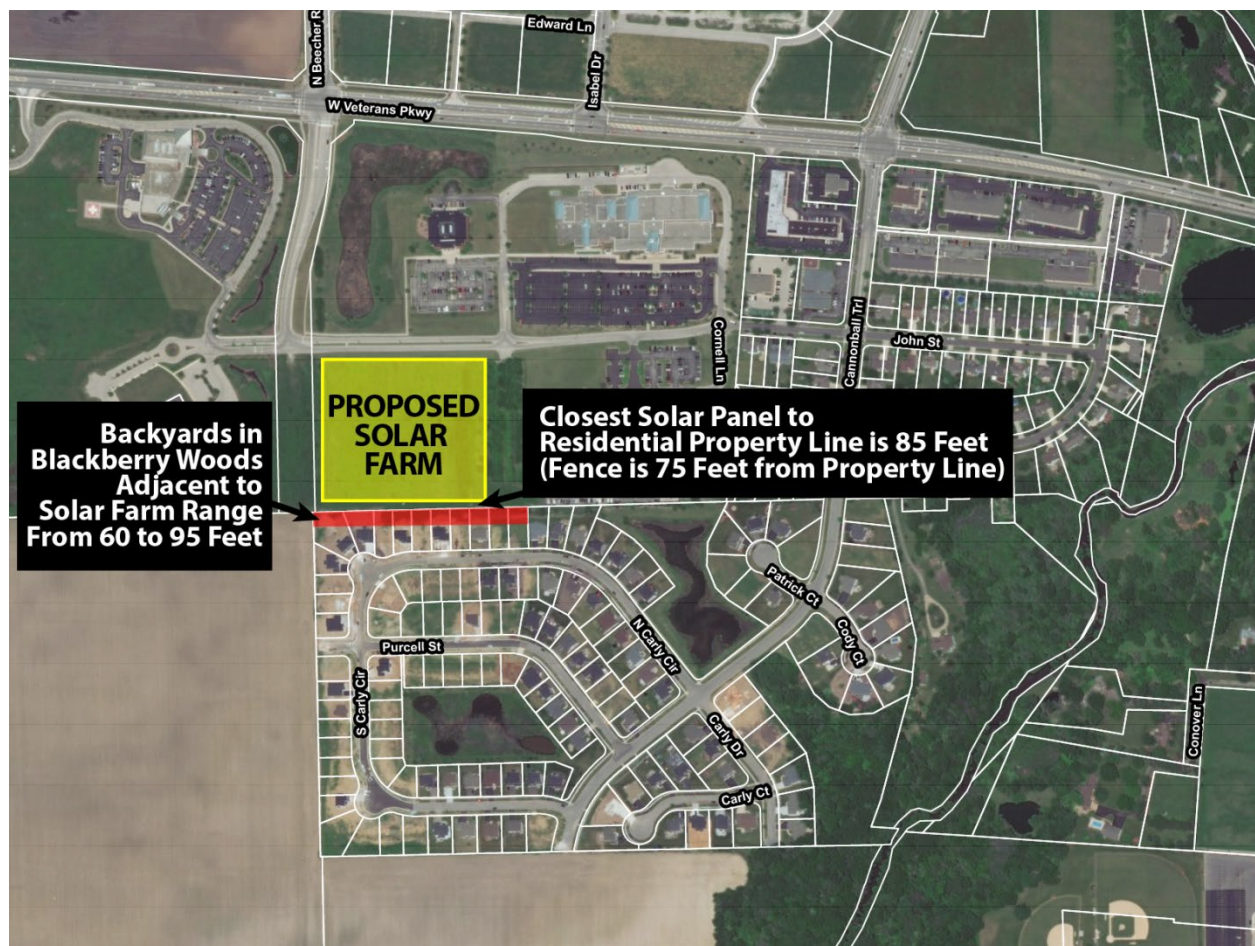 Edward Ln
N Beecher R
Isabel Dr
W Veterans Pkwy
Cornell Ln
Cannonball Trl
John St
PROPOSED
SOLAR
FARM
Closest Solar Panel to
Residential Property Line is 85 Feet
(Fence is 75 Feet from Property Line)
Backyards in
Blackberry Woods
Adjacent to
Solar Farm Range
From 60 to 95 Feet
Patrick Ct
Cody Ct
N Carly Cir
Purcell St
S Carly Cir
Carly Dr
Carly Ct
Conover Ln